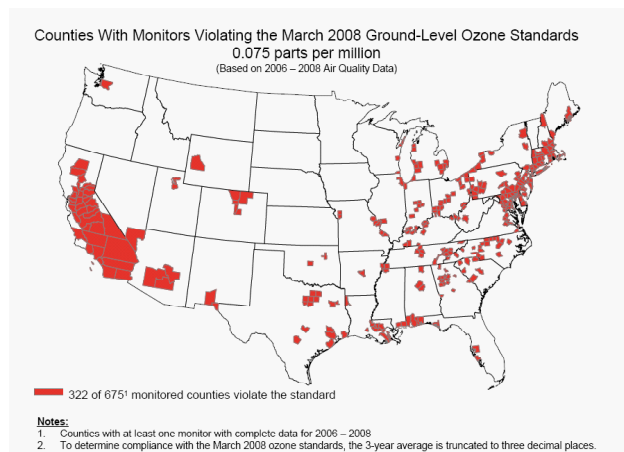 Counties With Monitors Violating the March 2008 Ground-Level Ozone Standards
0.075 parts per million
(Based on 2006 – 2008 Air Quality Data)
322 of 675¹ monitored counties violate the standard
Notes:
1. Counties with at least one monitor with complete data for 2006 – 2008
2. To determine compliance with the March 2008 ozone standards, the 3-year average is truncated to three decimal places.